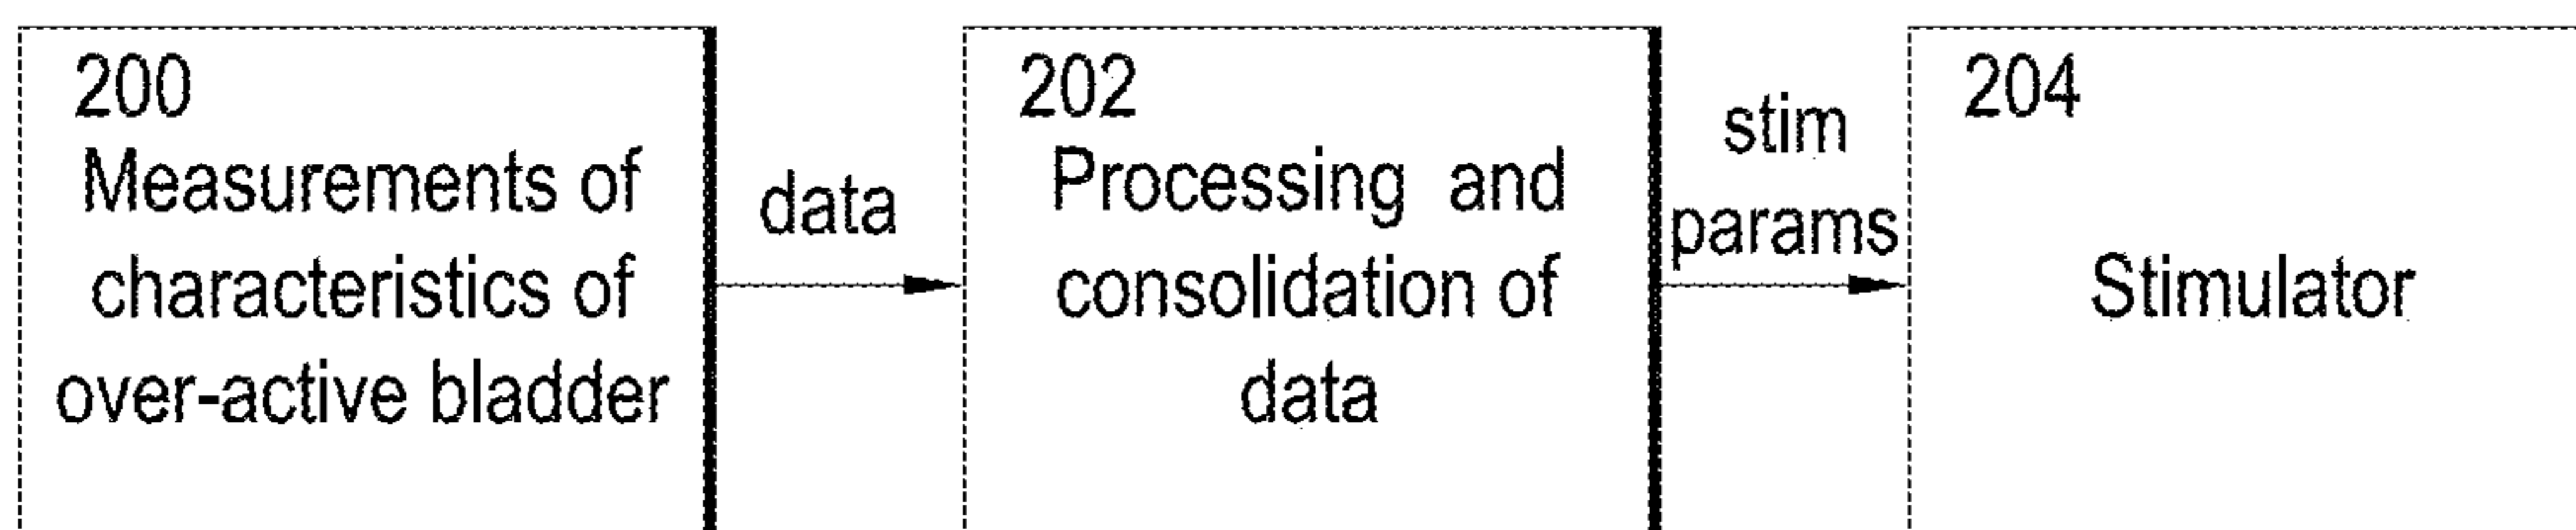 200
Measurements of
characteristics of
over-active bladder
data
202
Processing and
consolidation of
data
stim
params
204
Stimulator